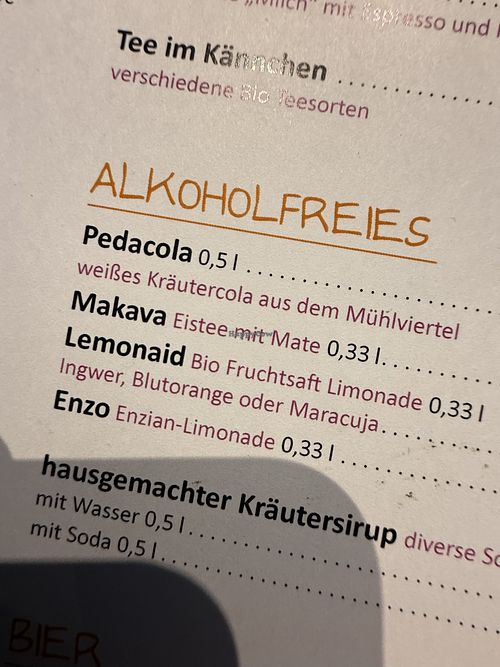 "Milch" mit Espresso und
Tee im Kännchen ..............
verschiedene Bio Teesorten
ALKOHOLFREIES
Pedacola 0,5 l ..........................
weißes Kräutercola aus dem Mühlviertel
Makava Eistee mit Mate 0,33 l............
Lemonaid Bio Fruchtsaft Limonade 0,33 l
Ingwer, Blutorange oder Maracuja............
Enzo Enzian-Limonade 0,33 l................
hausgemachter Kräutersirup diverse
mit Wasser 0,5 l..............................
mit Soda 0,5 l..............................
BIER